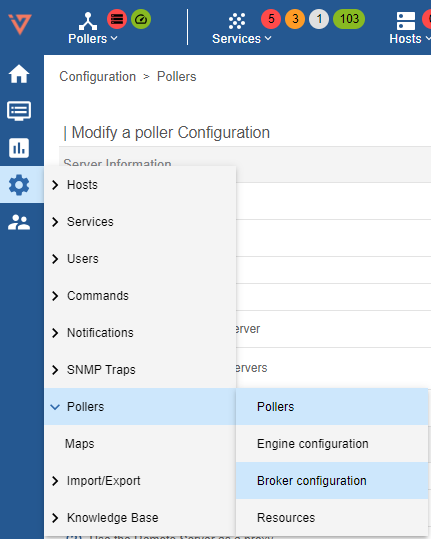 Pollers
Services
5
3
1
103
Hosts
Configuration > Pollers
Modify a poller Configuration
Server Information
Hosts
Services
Users
Commands
Notifications
erver
SNMP Traps
ervers
Pollers
Pollers
Maps
Engine configuration
Import/Export
Broker configuration
Knowledge Base
Resources
Use the Remote Server as a proxy